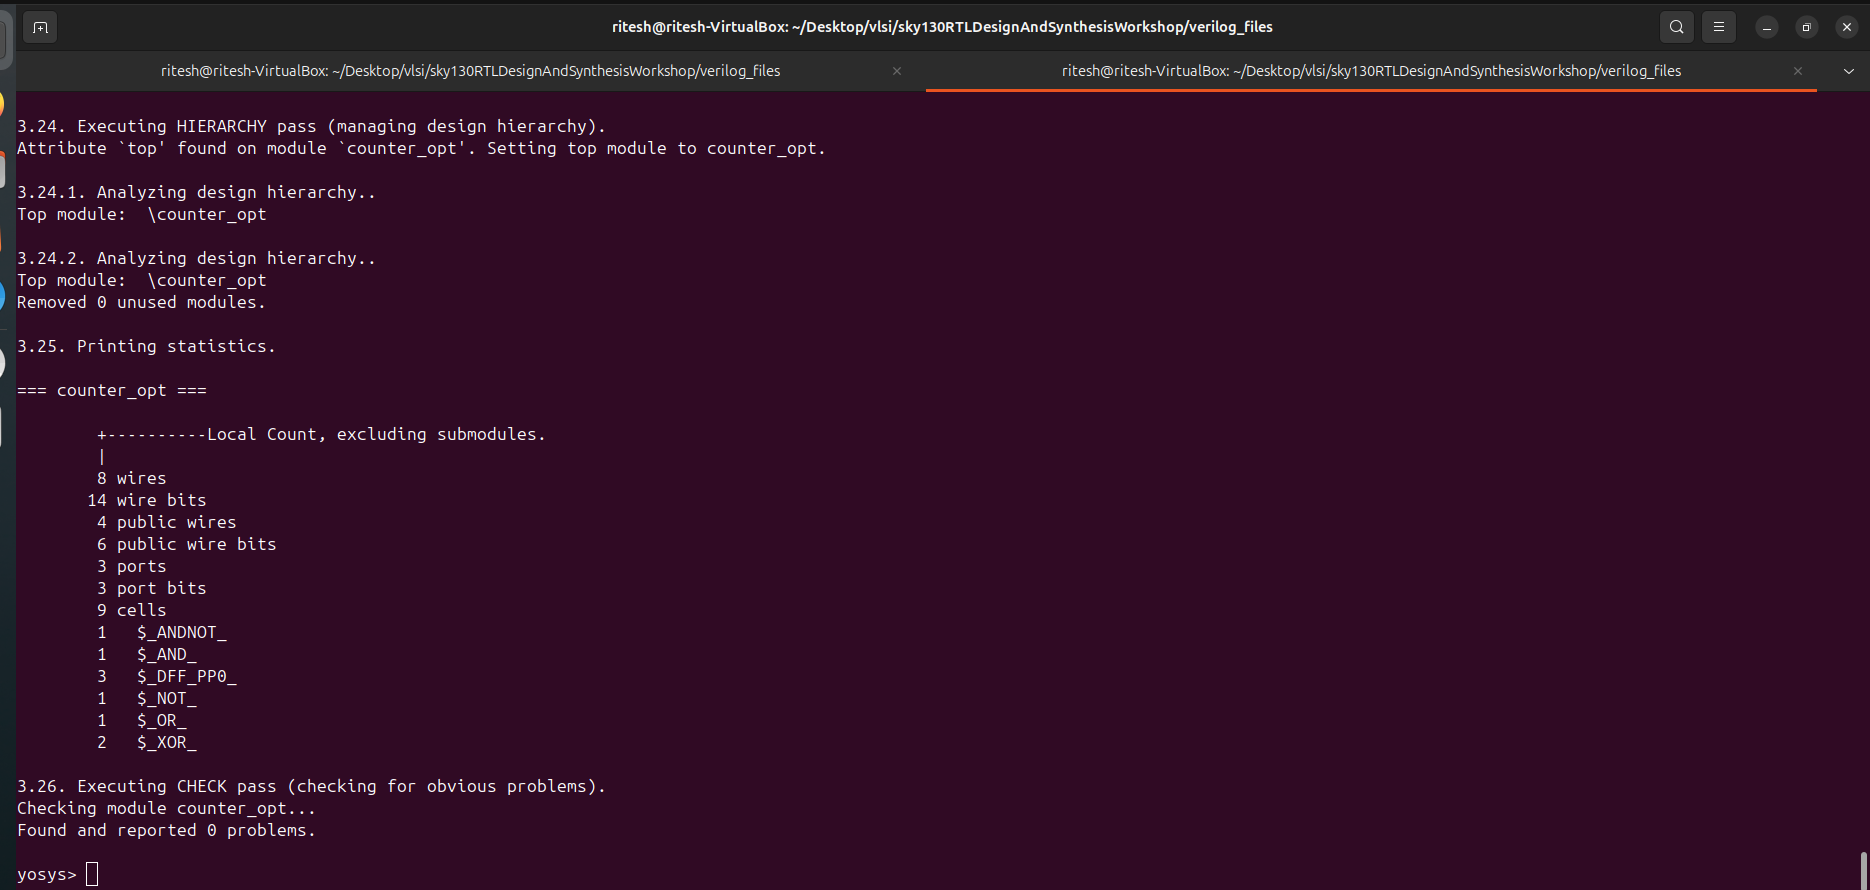 ritesh@ritesh-VirtualBox: ~/Desktop/vlsi/sky130RTLDesignAndSynthesisWorkshop/verilog_files
ritesh@ritesh-VirtualBox: ~/Desktop/vlsi/sky130RTLDesignAndSynthesisWorkshop/verilog_files
ritesh@ritesh-VirtualBox: ~/Desktop/vlsi/sky130RTLDesignAndSynthesisWorkshop/verilog_files
3.24. Executing HIERARCHY pass (managing design hierarchy).
Attribute `top' found on module `counter_opt'. Setting top module to counter_opt.
3.24.1. Analyzing design hierarchy..
Top module:  \counter_opt
3.24.2. Analyzing design hierarchy..
Top module:  \counter_opt
Removed 0 unused modules.
3.25. Printing statistics.
=== counter_opt ===
+----------Local Count, excluding submodules.
|
8 wires
14 wire bits
4 public wires
6 public wire bits
3 ports
3 port bits
9 cells
1   $_ANDNOT_
1   $_AND_
3   $_DFF_PP0_
1   $_NOT_
1   $_OR_
2   $_XOR_
3.26. Executing CHECK pass (checking for obvious problems).
Checking module counter_opt...
Found and reported 0 problems.
yosys>